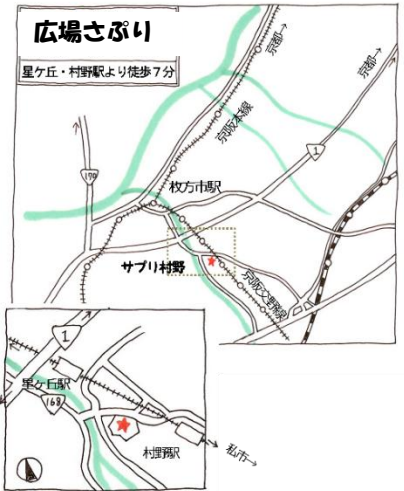 広場さぷり
星ケ丘・村野駅より徒歩7分
京都→
京都→
京阪本線
1
170
枚方市駅
サプリ村野
京阪交野線
1
星ヶ丘駅
168
村野駅
私市→